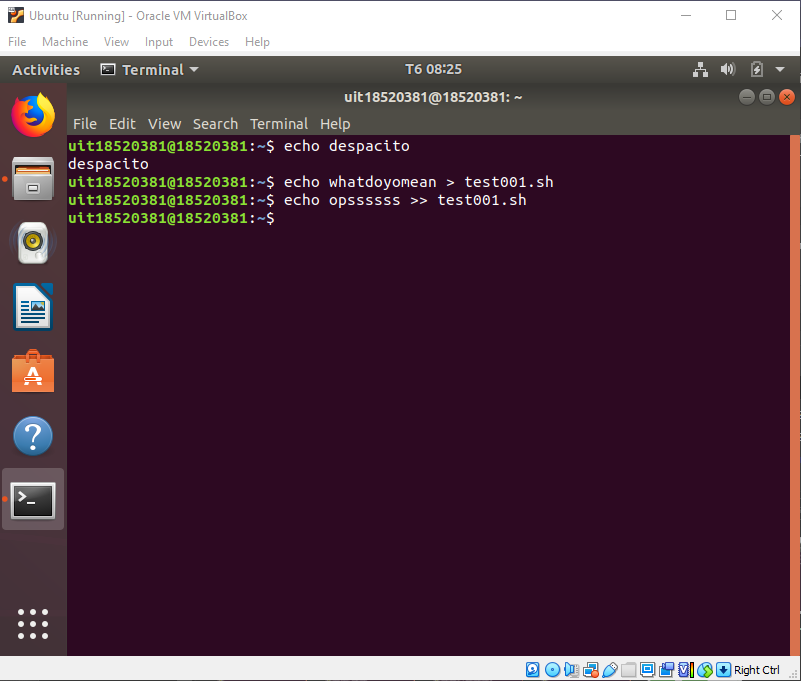 Ubuntu [Running] - Oracle VM VirtualBox
File Machine View Input Devices Help
Activities Terminal T6 08:25
uit18520381@18520381: ~
File Edit View Search Terminal Help
uit18520381@18520381:~$ echo despacito
despacito
uit18520381@18520381:~$ echo whatdoyomean > test001.sh
uit18520381@18520381:~$ echo opssssss >> test001.sh
uit18520381@18520381:~$
Right Ctrl